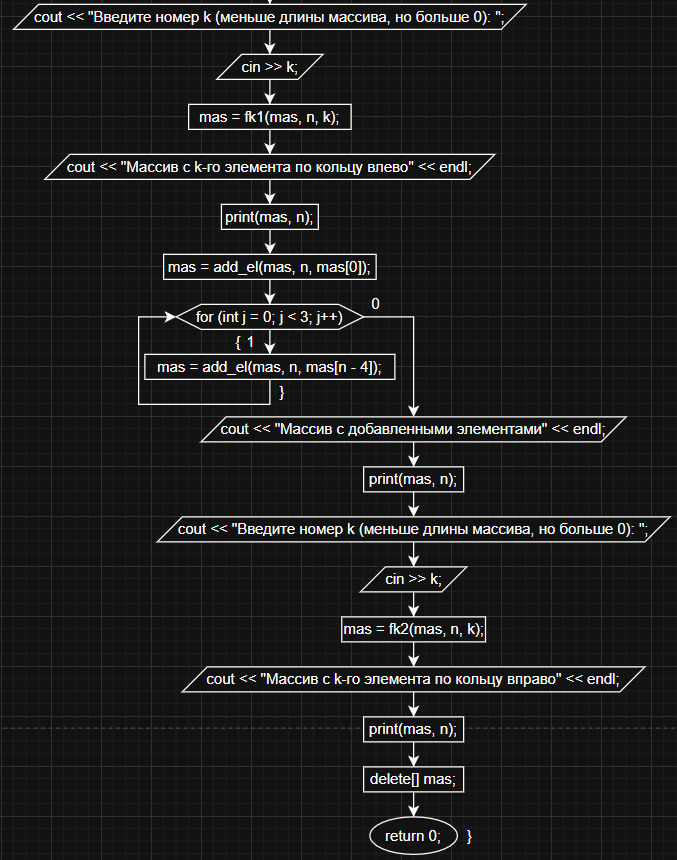 cout << "Введите номер k (меньше длины массива, но больше 0): ";
cin >> k;
mas = fk1(mas, n, k);
cout << "Массив с k-го элемента по кольцу влево" << endl;
print(mas, n);
mas = add_el(mas, n, mas[0]);
0
for (int j = 0; j < 3; j++)
{ 1
mas = add_el(mas, n, mas[n - 4]);
}
cout << "Массив с добавленными элементами" << endl;
print(mas, n);
cout << "Введите номер k (меньше длины массива, но больше 0): ";
cin >> k;
mas = fk2(mas, n, k);
cout << "Массив с k-го элемента по кольцу вправо" << endl;
print(mas, n);
delete[] mas;
return 0; }